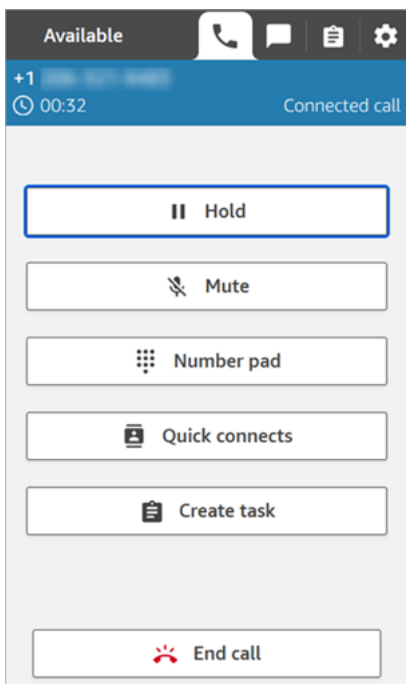 Available
+1
00:32 Connected call
Hold
Mute
Number pad
Quick connects
Create task
End call